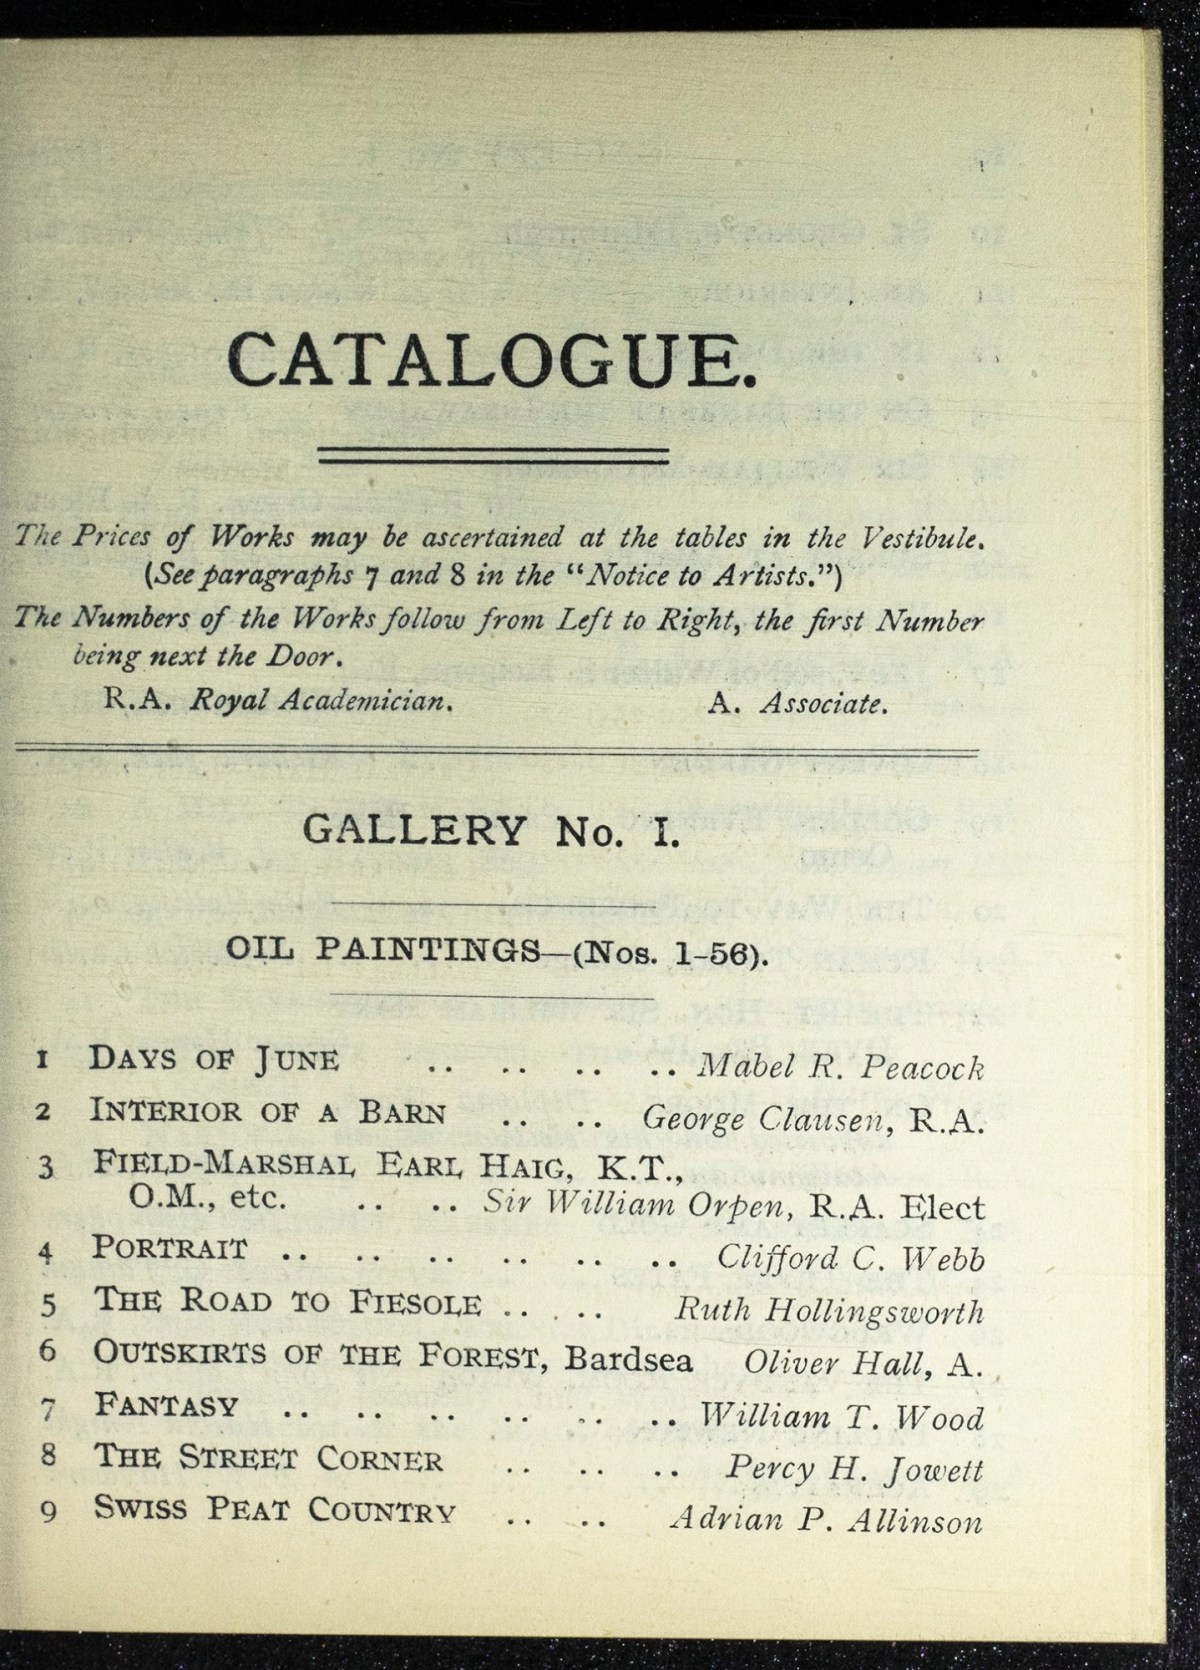 CATALOGUE.
The Prices of Works may be ascertained at the tables in the Vestibule.
(See paragraphs 7 and 8 in the "Notice to Artists.")
The Numbers of the Works follow from Left to Right, the first Number
being next the Door.
R.A. Royal Academician. A. Associate.
GALLERY No. I.
OIL PAINTINGS—(Nos. 1-56).
1 DAYS OF JUNE .. .. .. .. Mabel R. Peacock
2 INTERIOR OF A BARN .. .. George Clausen, R.A.
3 FIELD-MARSHAL EARL HAIG, K.T.,
O.M., etc. .. .. Sir William Orpen, R.A. Elect
4 PORTRAIT .. .. .. .. .. .. Clifford C. Webb
5 THE ROAD TO FIESOLE .. .. Ruth Hollingsworth
6 OUTSKIRTS OF THE FOREST, Bardsea Oliver Hall, A.
7 FANTASY .. .. .. .. .. .. William T. Wood
8 THE STREET CORNER .. .. .. Percy H. Jowett
9 SWISS PEAT COUNTRY .. .. Adrian P. Allinson